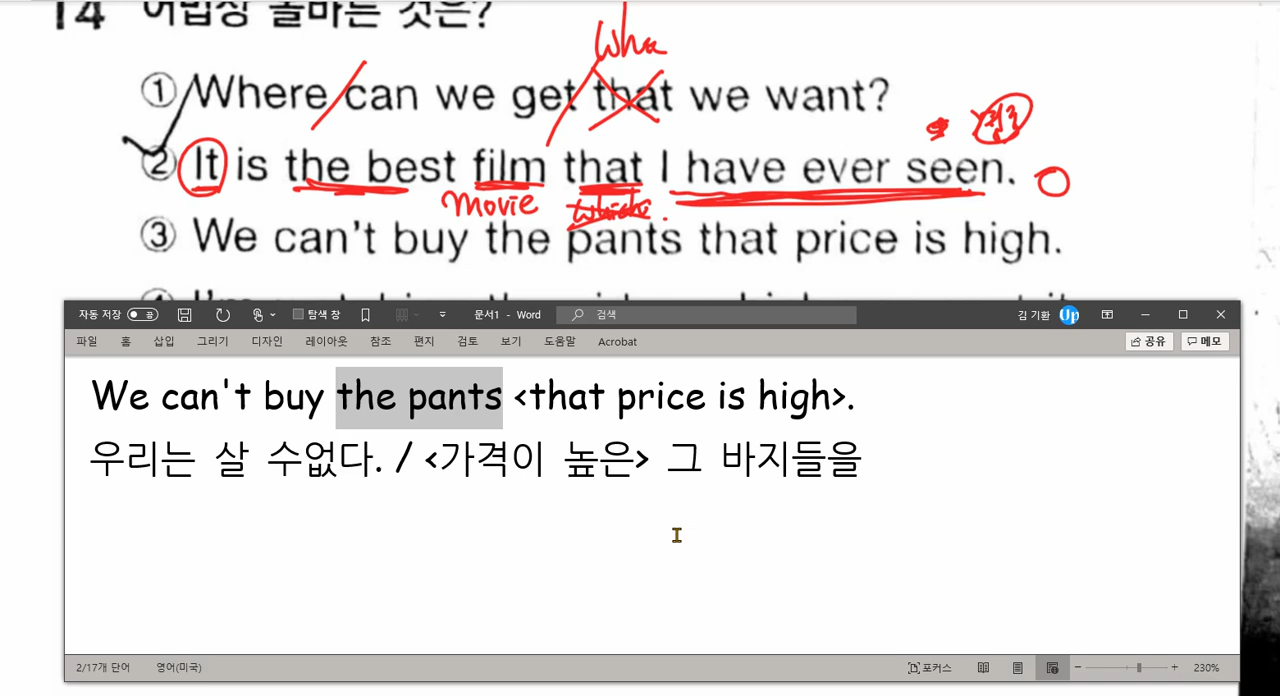 14 어법상 올바른 것은?
① Where can we get that we want?
② It is the best film that I have ever seen.
movie which
③ We can't buy the pants that price is high.
자동 저장 끔 탐색 창 문서1 - Word 검색 김 기환 Up
파일 홈 삽입 그리기 디자인 레이아웃 참조 편지 검토 보기 도움말 Acrobat 공유 메모
We can't buy the pants <that price is high>.
우리는 살 수없다. / <가격이 높은> 그 바지들을
2/17개 단어 영어(미국) 포커스 230%